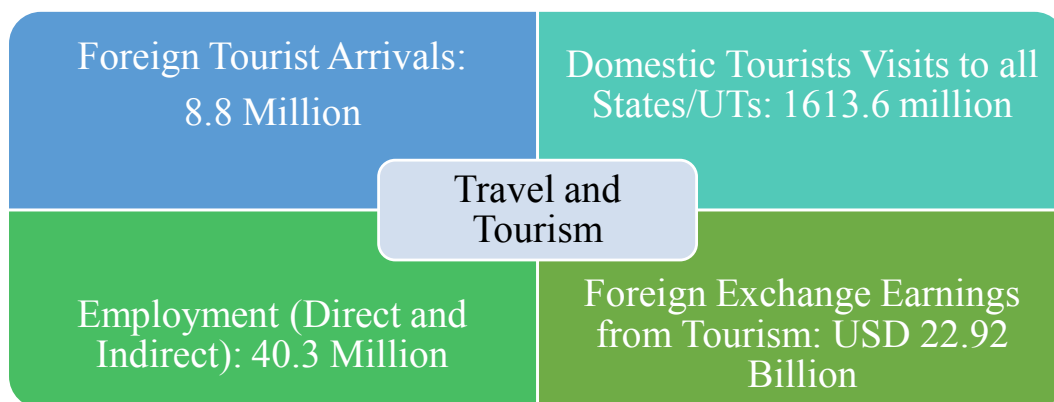 Foreign Tourist Arrivals:
8.8 Million
Domestic Tourists Visits to all
States/UTs: 1613.6 million
Travel and
Tourism
Employment (Direct and
Indirect): 40.3 Million
Foreign Exchange Earnings
from Tourism: USD 22.92
Billion